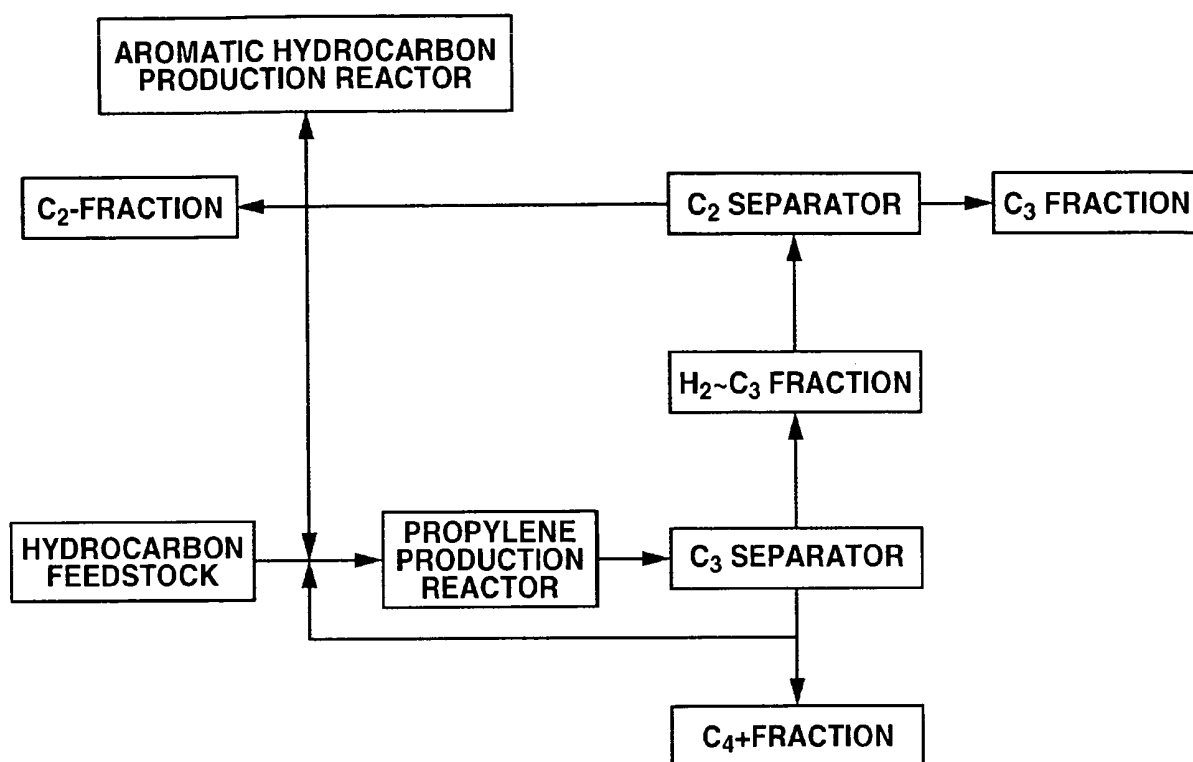 AROMATIC HYDROCARBON
PRODUCTION REACTOR
C₂-FRACTION
C₂ SEPARATOR
C₃ FRACTION
H₂~C₃ FRACTION
HYDROCARBON
FEEDSTOCK
PROPYLENE
PRODUCTION
REACTOR
C₃ SEPARATOR
C₄+FRACTION